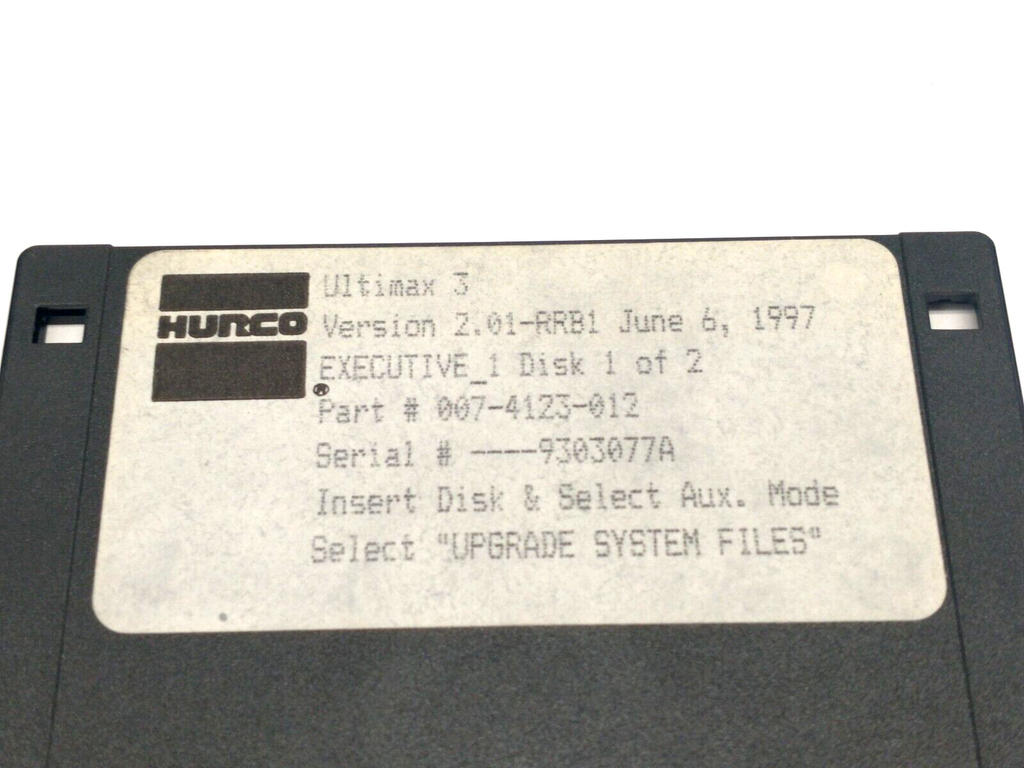 Ultimax 3
HURCO Version 2.01-RRB1 June 6, 1997
EXECUTIVE_1 Disk 1 of 2
®
Part # 007-4123-012
Serial # ----9303077A
Insert Disk & Select Aux. Mode
Select "UPGRADE SYSTEM FILES"